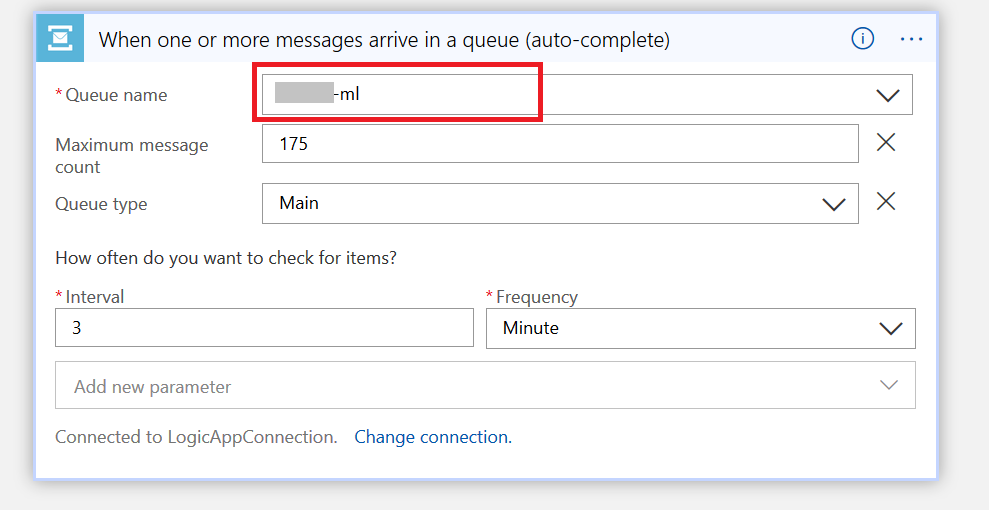 When one or more messages arrive in a queue (auto-complete)
* Queue name
-ml
Maximum message
count
175
Queue type
Main
How often do you want to check for items?
* Interval
* Frequency
3
Minute
Add new parameter
Connected to LogicAppConnection. Change connection.